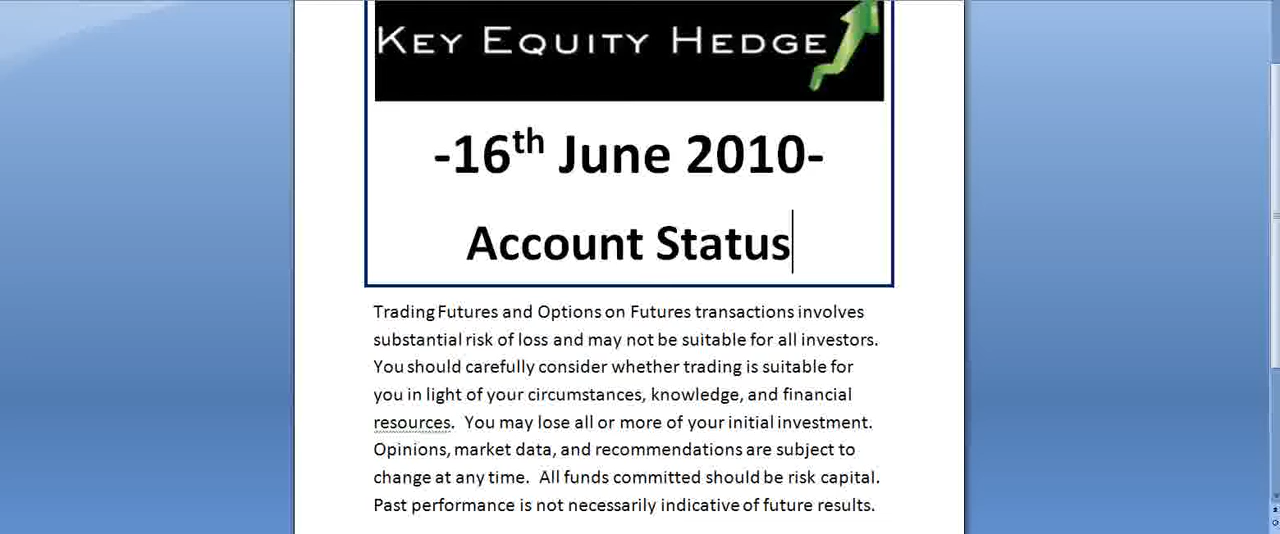 KEY EQUITY HEDGE
-16th June 2010-
Account Status
Trading Futures and Options on Futures transactions involves
substantial risk of loss and may not be suitable for all investors.
You should carefully consider whether trading is suitable for
you in light of your circumstances, knowledge, and financial
resources.  You may lose all or more of your initial investment.
Opinions, market data, and recommendations are subject to
change at any time.  All funds committed should be risk capital.
Past performance is not necessarily indicative of future results.